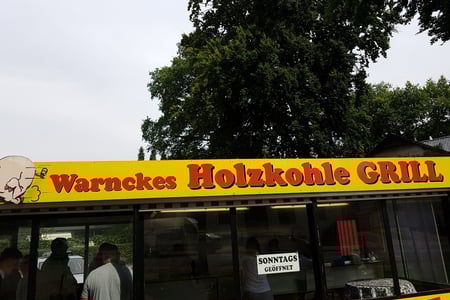 Warnckes Holzkohle GRILL
SONNTAGS
GEÖFFNET